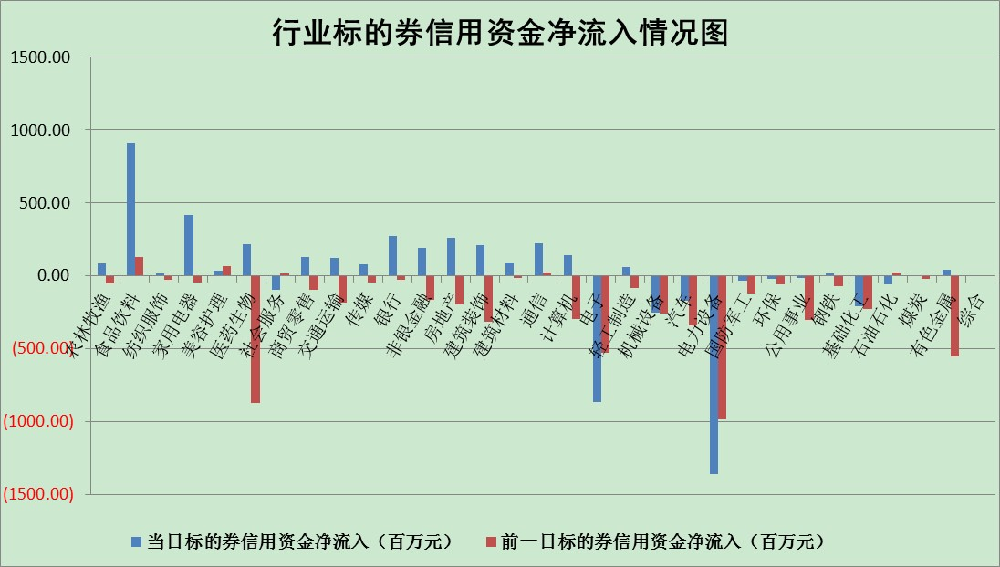 行业标的券信用资金净流入情况图
1500.00
1000.00
500.00
0.00
(500.00)
(1000.00)
(1500.00)
农林牧渔
食品饮料
纺织服饰
家用电器
美容护理
医药生物
社会服务
商贸零售
交通运输
传媒
银行
非银金融
房地产
建筑装饰
建筑材料
通信
计算机
电子
轻工制造
机械设备
汽车
电力设备
国防军工
环保
公用事业
钢铁
基础化工
石油石化
煤炭
有色金属
综合
当日标的券信用资金净流入（百万元） 前一日标的券信用资金净流入（百万元）